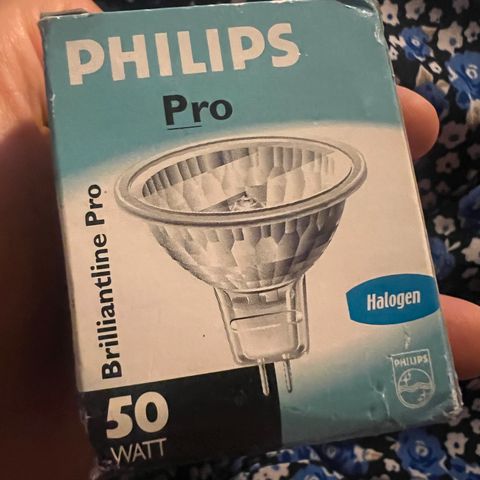 PHILIPS
Pro
Brilliantline Pro
Halogen
PHILIPS
50
WATT